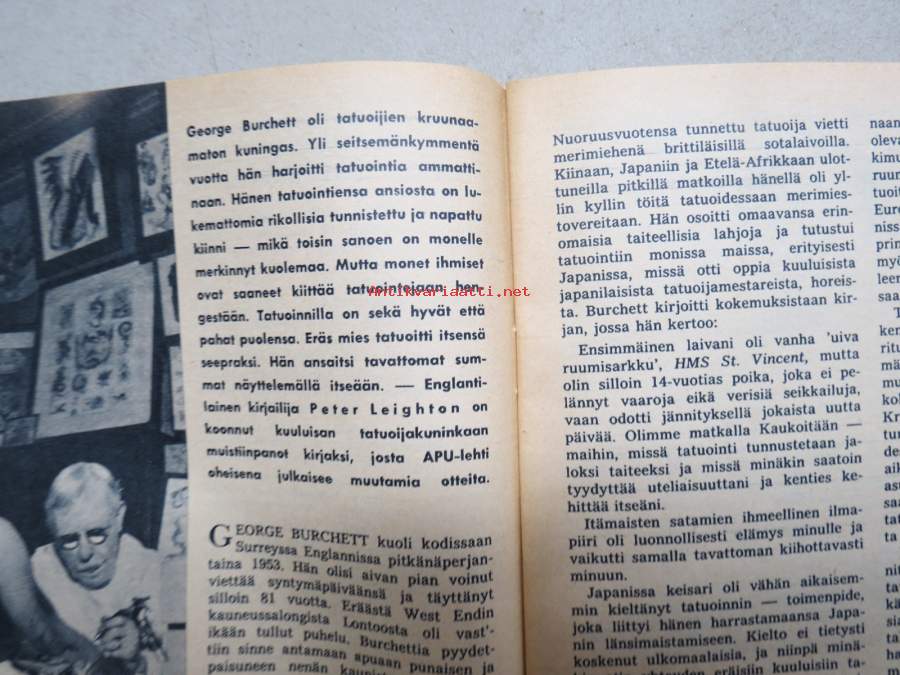 George Burchett oli tatuoijien kruunaa-
maton kuningas. Yli seitsemänkymmentä
vuotta hän harjoitti tatuointia ammatti-
naan. Hänen tatuointiensa ansiosta on lu-
kemattomia rikollisia tunnistettu ja napattu
kiinni — mikä toisin sanoen on monelle
merkinnyt kuolemaa. Mutta monet ihmiset
ovat saaneet kiittää tatuointejaan hen-
gestään. Tatuoinnilla on sekä hyvät että
pahat puolensa. Eräs mies tatuoitti itsensä
seepraksi. Hän ansaitsi tavattomat sum-
mat näyttelemällä itseään. — Englanti-
lainen kirjailija Peter Leighton on
koonnut kuuluisan tatuoijakuninkaan
muistiinpanot kirjaksi, josta APU-lehti
oheisena julkaisee muutamia otteita.
GEORGE BURCHETT kuoli kodissaan
Surreyssa Englannissa pitkänäperjan-
taina 1953. Hän olisi aivan pian voinut
viettää syntymäpäiväänsä ja täyttänyt
silloin 81 vuotta. Eräästä West Endin
kauneussalongista Lontoosta oli vast'-
ikään tullut puhelu, Burchettia pyydet-
tiin sinne antamaan apuaan punaisen ja
paisuneen nenän
Nuoruusvuotensa tunnettu tatuoija vietti
merimiehenä brittiläisillä sotalaivoilla.
Kiinaan, Japaniin ja Etelä-Afrikkaan ulot-
tuneilla pitkillä matkoilla hänellä oli yl-
lin kyllin töitä tatuoidessaan merimies-
tovereitaan. Hän osoitti omaavansa erin-
omaisia taiteellisia lahjoja ja tutustui
tatuointiin monissa maissa, erityisesti
Japanissa, missä otti oppia kuuluisista
japanilaisista tatuoijamestareista, horeis-
ta. Burchett kirjoitti kokemuksistaan kir-
jan, jossa hän kertoo:
Ensimmäinen laivani oli vanha 'uiva
ruumisarkku', HMS St. Vincent, mutta
olin silloin 14-vuotias poika, joka ei pe-
lännyt vaaroja eikä verisiä seikkailuja,
vaan odotti jännityksellä jokaista uutta
päivää. Olimme matkalla Kaukoitään —
maihin, missä tatuointi tunnustetaan ja-
loksi taiteeksi ja missä minäkin saatoin
tyydyttää uteliaisuuttani ja kenties ke-
hittää itseäni.
Itämaisten satamien ihmeellinen ilma-
piiri oli luonnollisesti elämys minulle ja
vaikutti samalla tavattoman kiihottavasti
minuun.
Japanissa keisari oli vähän aikaisem-
min kieltänyt tatuoinnin — toimenpide,
joka liittyi hänen harrastamaansa Japa-
nin länsimaistamiseen. Kielto ei tietysti
koskenut ulkomaalaisia, ja niinpä minä-
eräisiin kuuluisiin ta-
Antikvariaatti.net